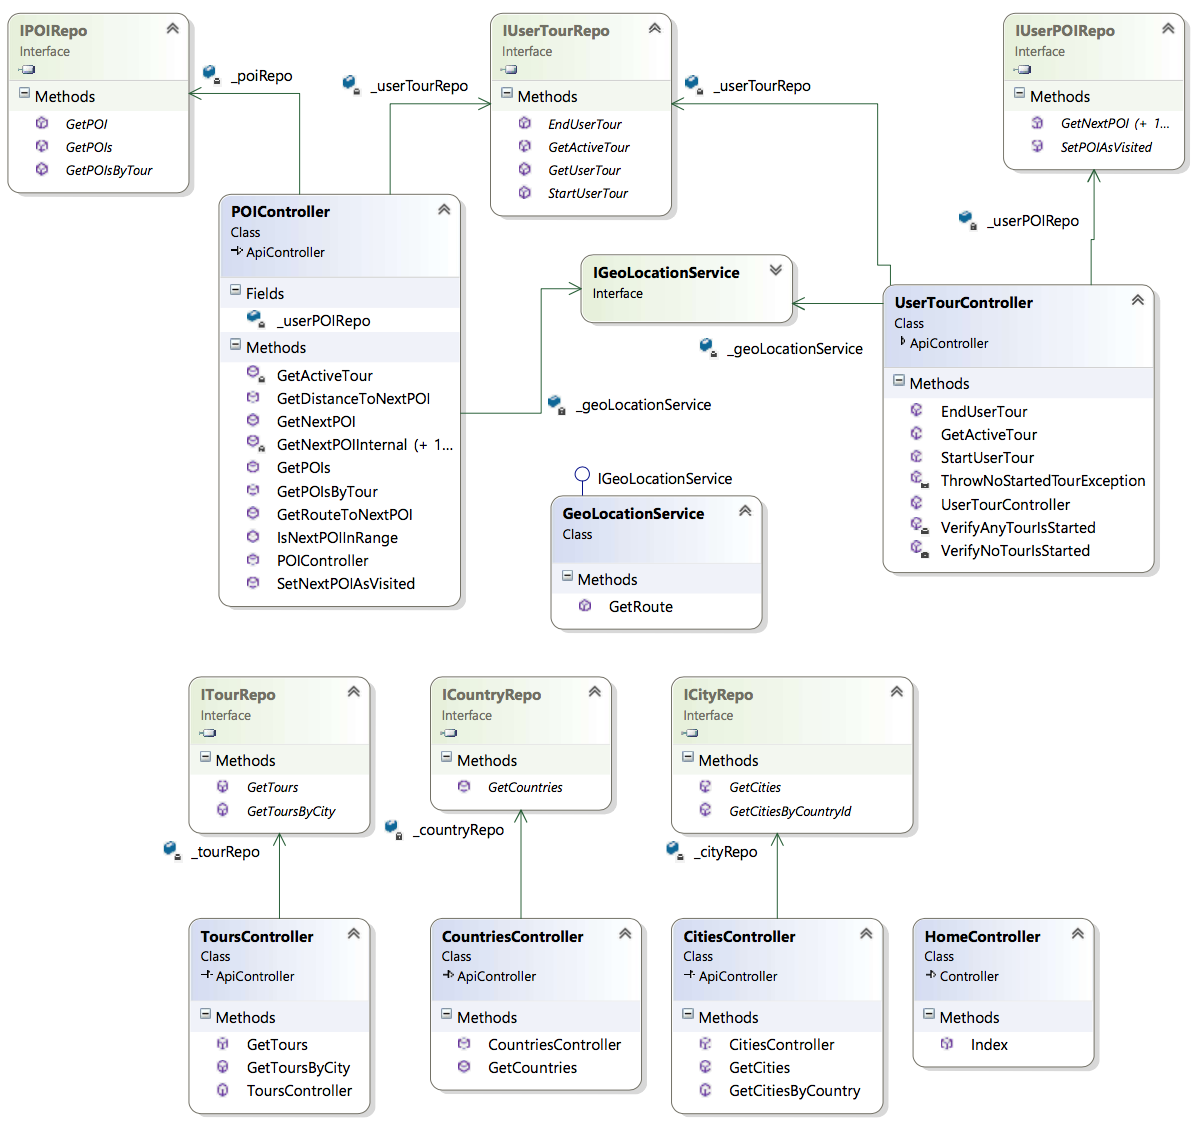 IPOIRepo
Interface
Methods
GetPOI
GetPOIs
GetPOIsByTour
_poiRepo
_userTourRepo
IUserTourRepo
Interface
Methods
EndUserTour
GetActiveTour
GetUserTour
StartUserTour
_userTourRepo
IUserPOIRepo
Interface
Methods
GetNextPOI (+ 1...
SetPOIAsVisited
_userPOIRepo
POIController
Class
ApiController
Fields
_userPOIRepo
Methods
GetActiveTour
GetDistanceToNextPOI
GetNextPOI
GetNextPOIInternal (+ 1...
GetPOIs
GetPOIsByTour
GetRouteToNextPOI
IsNextPOIInRange
POIController
SetNextPOIAsVisited
IGeoLocationService
Interface
_geoLocationService
_geoLocationService
UserTourController
Class
ApiController
Methods
EndUserTour
GetActiveTour
StartUserTour
ThrowNoStartedTourException
UserTourController
VerifyAnyTourIsStarted
VerifyNoTourIsStarted
IGeoLocationService
GeoLocationService
Class
Methods
GetRoute
ITourRepo
Interface
Methods
GetTours
GetToursByCity
_tourRepo
ICountryRepo
Interface
Methods
GetCountries
_countryRepo
ICityRepo
Interface
Methods
GetCities
GetCitiesByCountryId
_cityRepo
ToursController
Class
ApiController
Methods
GetTours
GetToursByCity
ToursController
CountriesController
Class
ApiController
Methods
CountriesController
GetCountries
CitiesController
Class
ApiController
Methods
CitiesController
GetCities
GetCitiesByCountry
HomeController
Class
Controller
Methods
Index